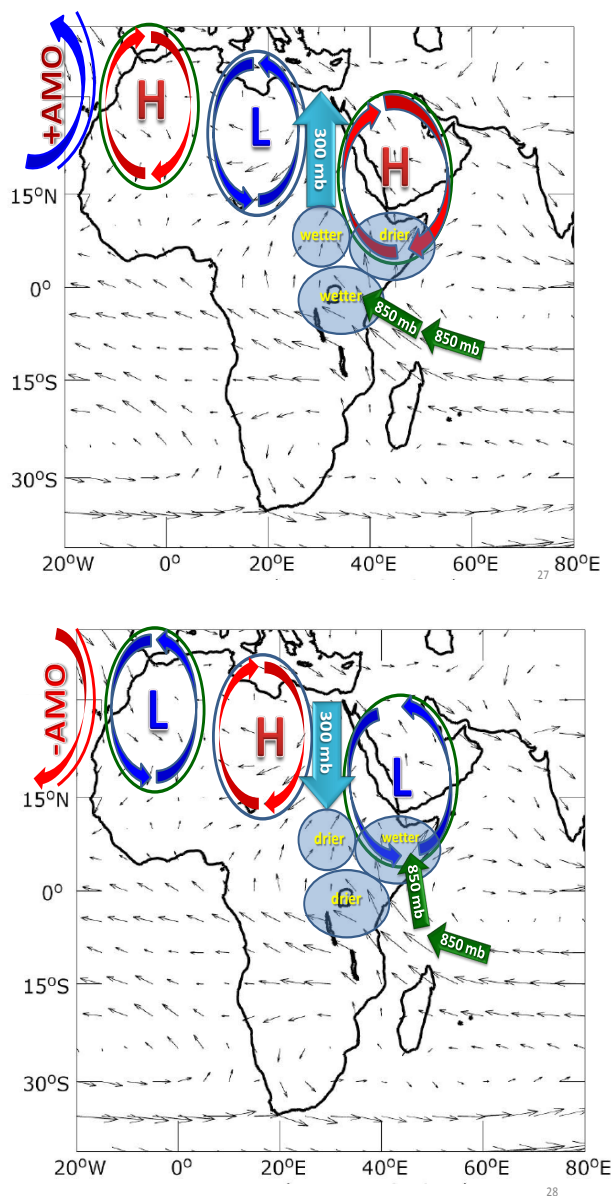 +AMO
H
L
300 mb
H
15°N
wetter
drier
0°
wetter
850 mb
850 mb
15°S
30°S
20°W
0°
20°E
40°E
60°E
80°E
27
-AMO
L
H
300 mb
L
15°N
drier
wetter
0°
drier
850 mb
850 mb
15°S
30°S
20°W
0°
20°E
40°E
60°E
80°E
28